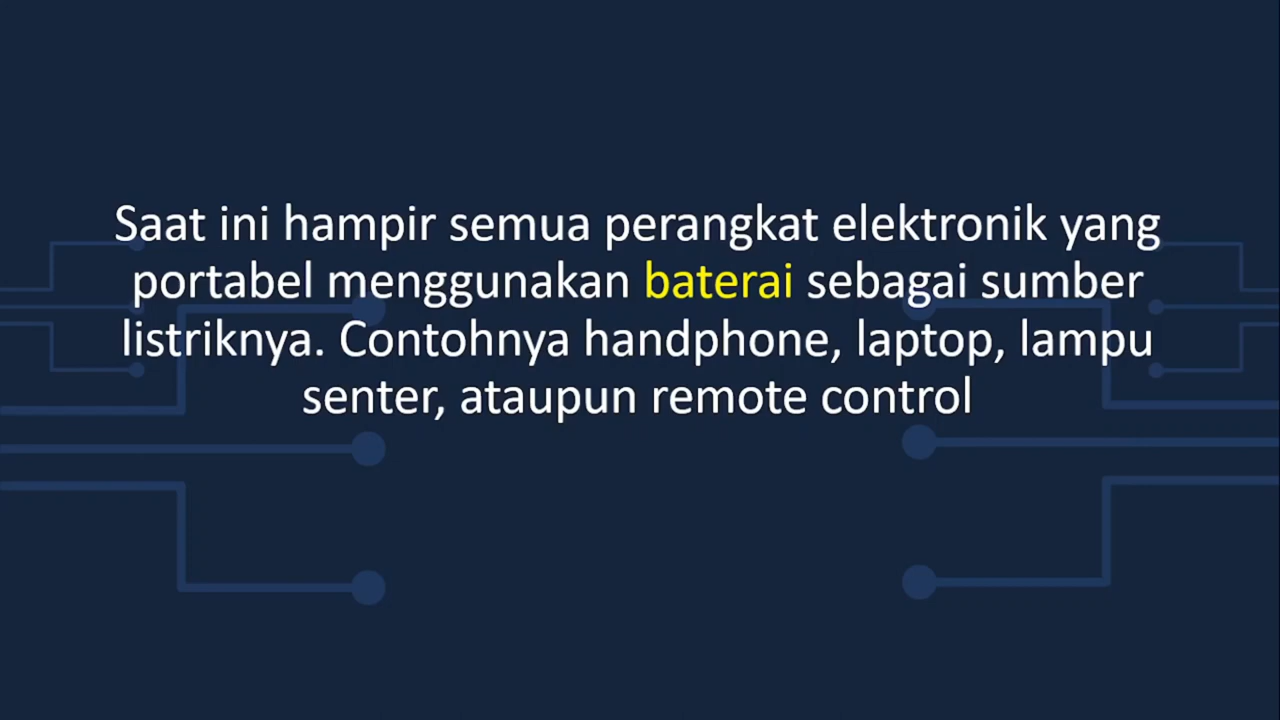 Saat ini hampir semua perangkat elektronik yang
portabel menggunakan baterai sebagai sumber
listriknya. Contohnya handphone, laptop, lampu
senter, ataupun remote control